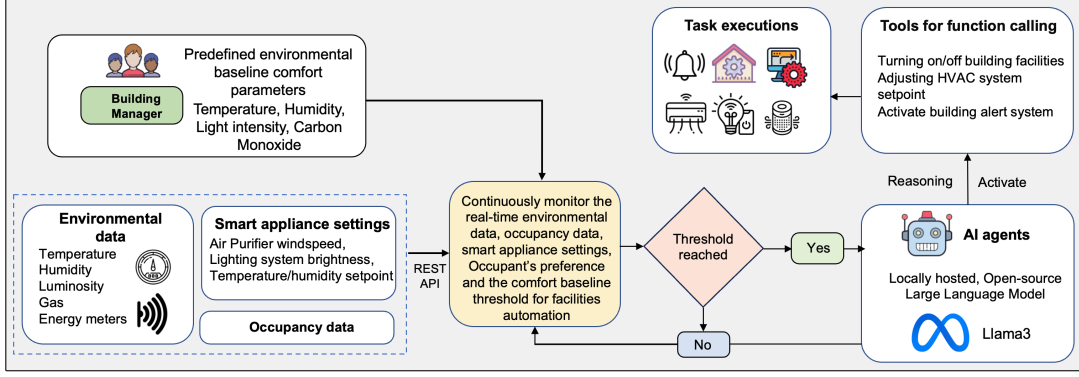 Predefined environmental
baseline comfort
parameters
Temperature, Humidity,
Light intensity, Carbon
Monoxide
Building
Manager
Task executions
Tools for function calling
Turning on/off building facilities
Adjusting HVAC system
setpoint
Activate building alert system
Environmental
data
Temperature
Humidity
Luminosity
Gas
Energy meters
Smart appliance settings
Air Purifier windspeed,
Lighting system brightness,
Temperature/humidity setpoint
Occupancy data
REST
API
Continuously monitor the
real-time environmental
data, occupancy data,
smart appliance settings,
Occupant's preference
and the comfort baseline
threshold for facilities
automation
Threshold
reached
Yes
No
Reasoning
Activate
AI agents
Locally hosted, Open-source
Large Language Model
Llama3